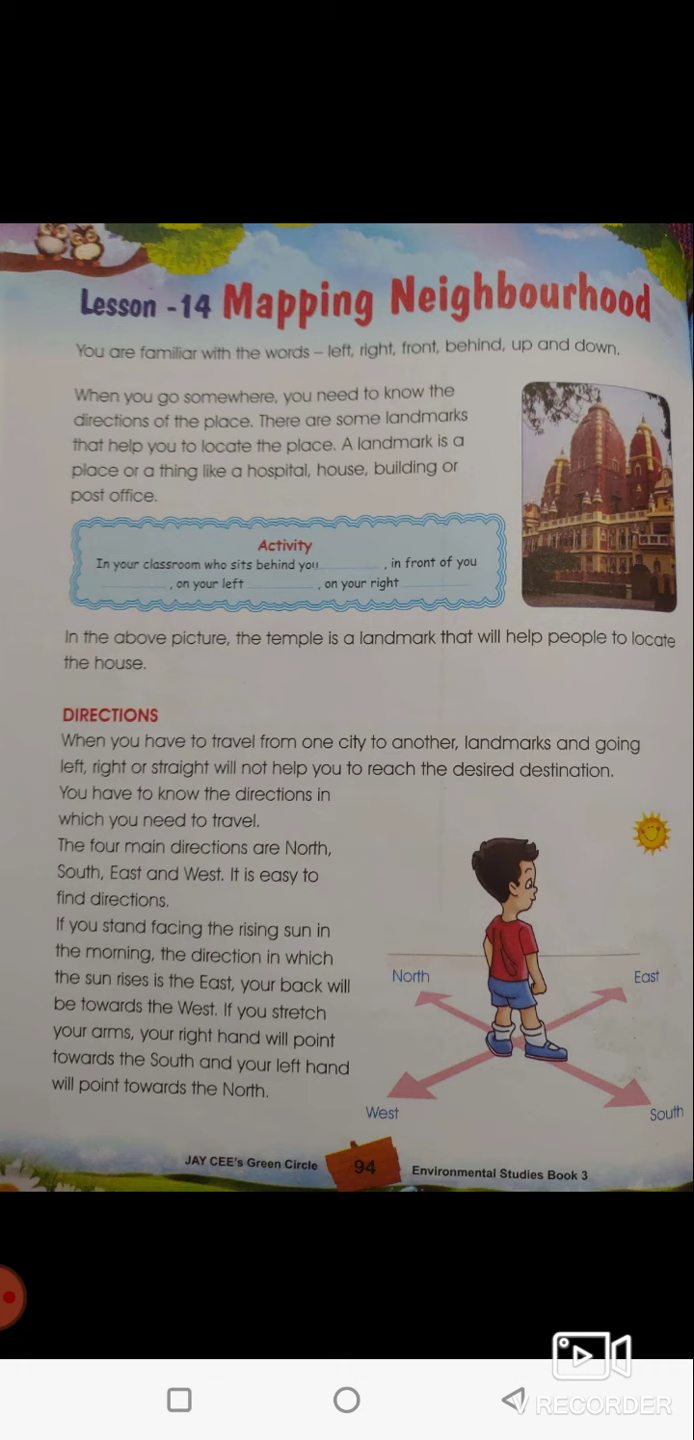 Lesson -14 Mapping Neighbourhood
You are familiar with the words – left, right, front, behind, up and down.
When you go somewhere, you need to know the
directions of the place. There are some landmarks
that help you to locate the place. A landmark is a
place or a thing like a hospital, house, building or
post office.
Activity
In your classroom who sits behind you ________, in front of you
________, on your left ________, on your right ________
In the above picture, the temple is a landmark that will help people to locate
the house.
DIRECTIONS
When you have to travel from one city to another, landmarks and going
left, right or straight will not help you to reach the desired destination.
You have to know the directions in
which you need to travel.
The four main directions are North,
South, East and West. It is easy to
find directions.
If you stand facing the rising sun in
the morning, the direction in which
the sun rises is the East, your back will
be towards the West. If you stretch
your arms, your right hand will point
towards the South and your left hand
will point towards the North.
North
East
West
South
JAY CEE's Green Circle
94
Environmental Studies Book 3
V RECORDER